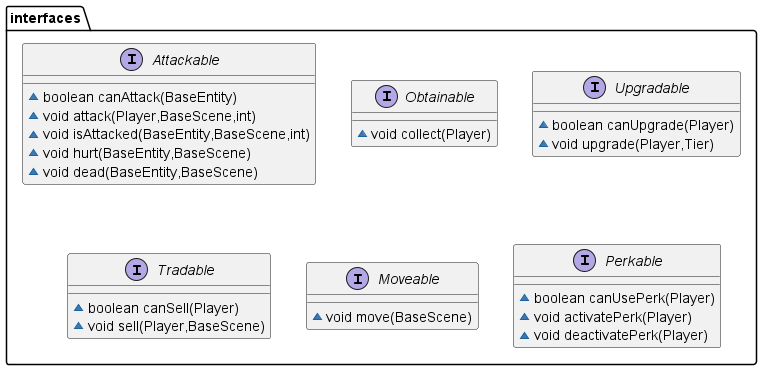 interfaces
I Attackable
boolean canAttack(BaseEntity)
void attack(Player,BaseScene,int)
void isAttacked(BaseEntity,BaseScene,int)
void hurt(BaseEntity,BaseScene)
void dead(BaseEntity,BaseScene)
I Obtainable
void collect(Player)
I Upgradable
boolean canUpgrade(Player)
void upgrade(Player,Tier)
I Tradable
boolean canSell(Player)
void sell(Player,BaseScene)
I Moveable
void move(BaseScene)
I Perkable
boolean canUsePerk(Player)
void activatePerk(Player)
void deactivatePerk(Player)